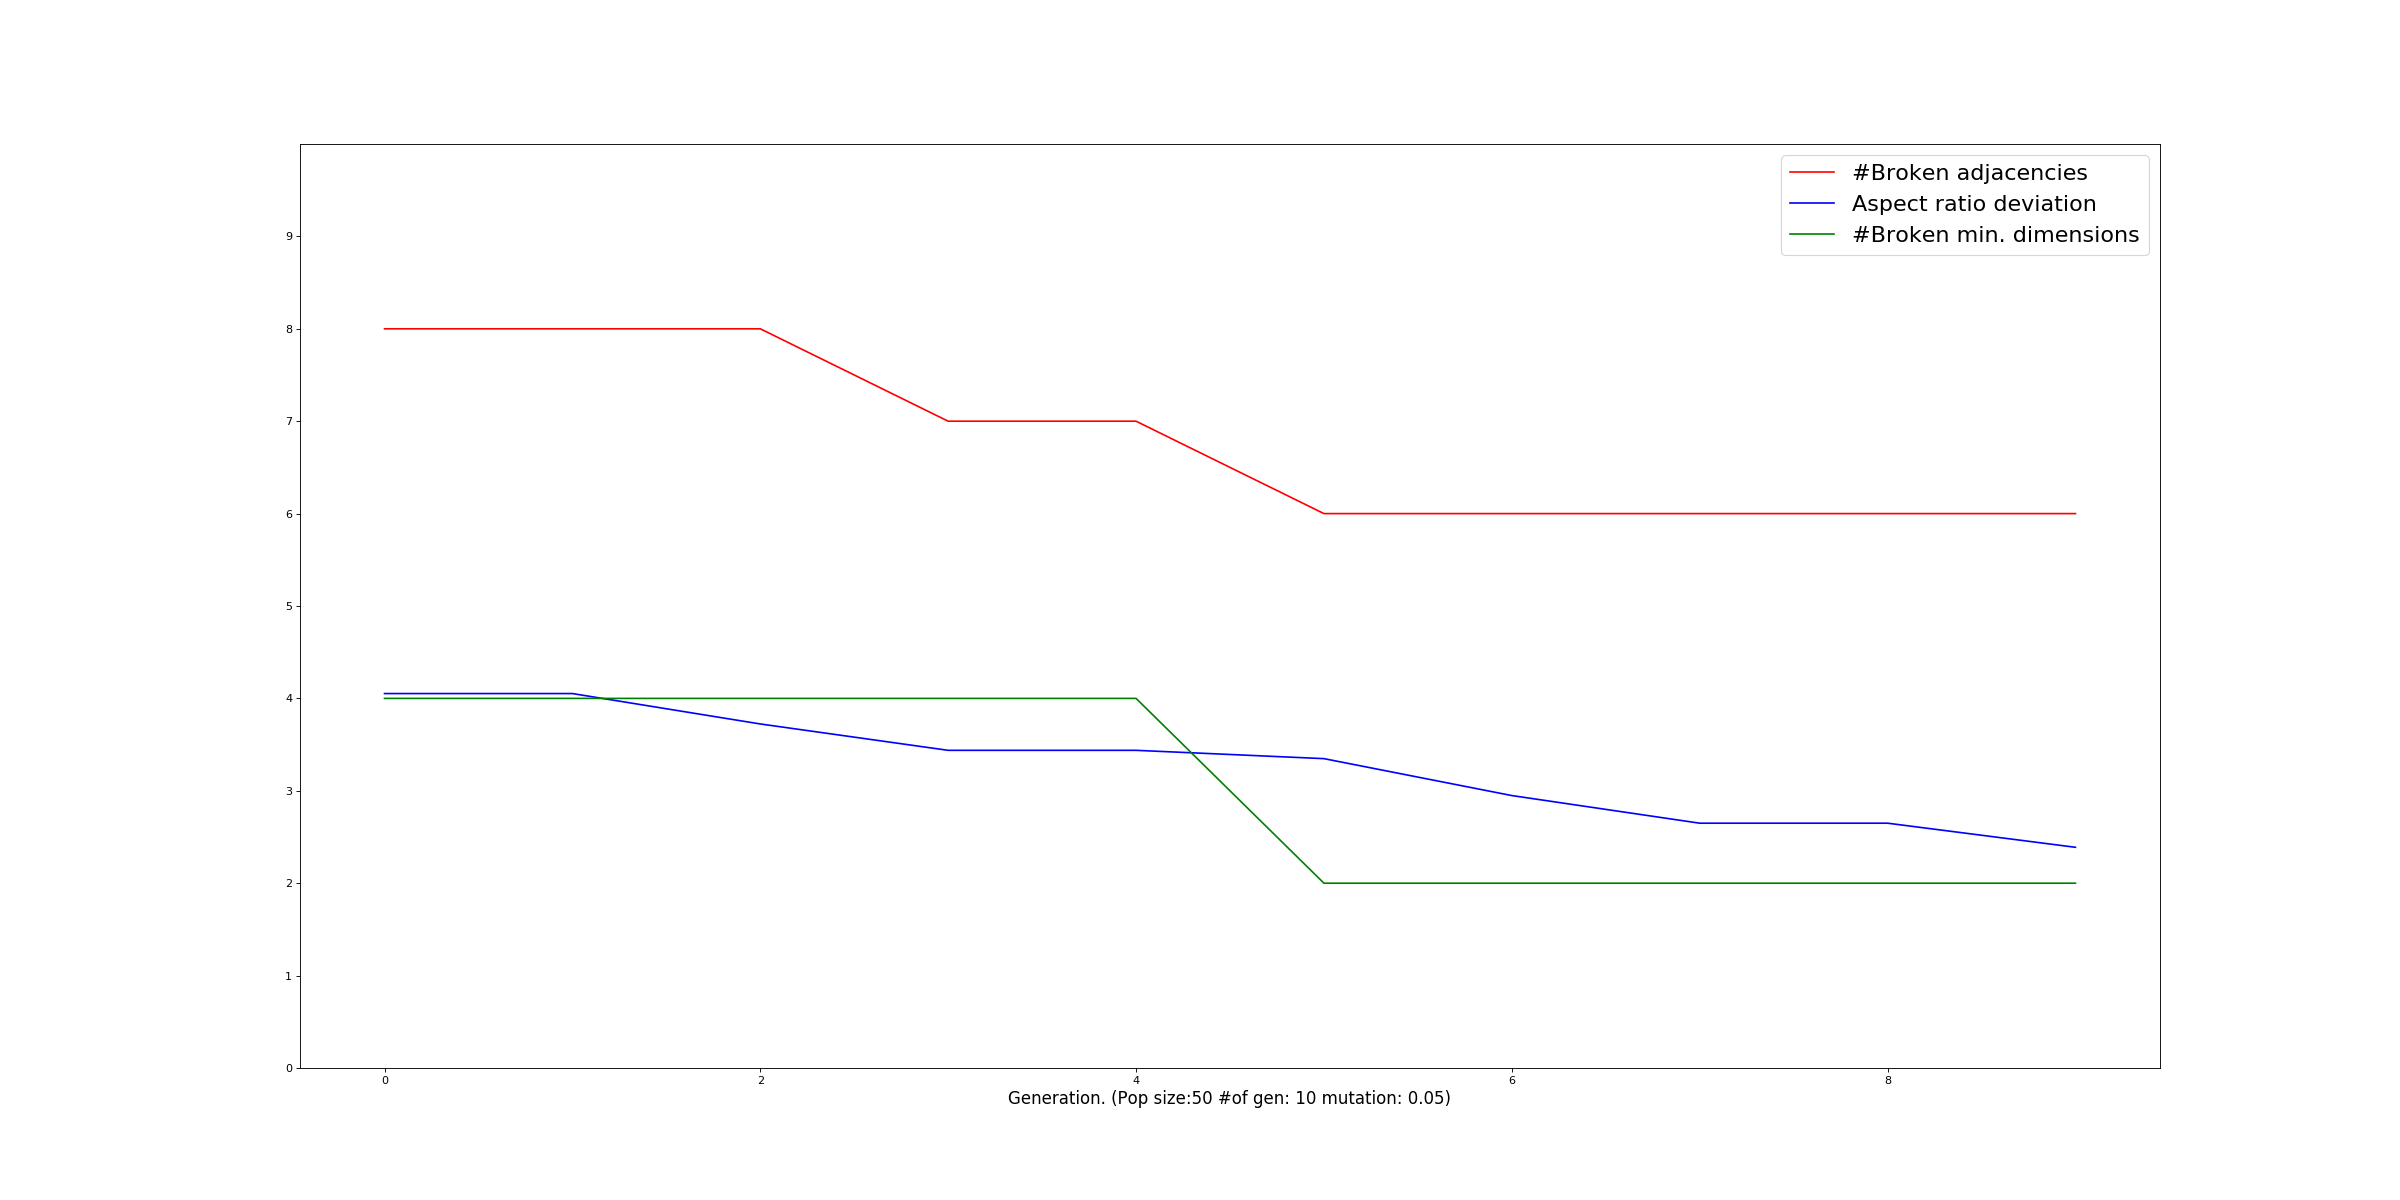 #Broken adjacencies
Aspect ratio deviation
#Broken min. dimensions
9
8
7
6
5
4
3
2
1
0
0 2 4 6 8
Generation. (Pop size:50 #of gen: 10 mutation: 0.05)